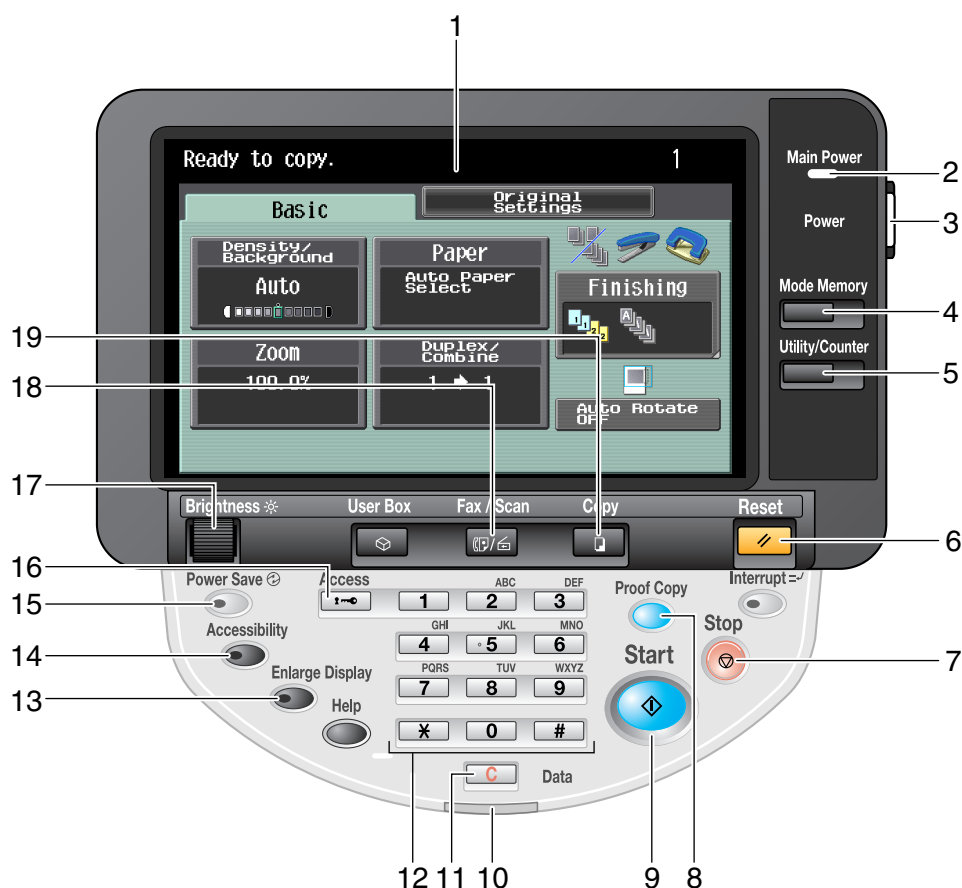 1
Ready to copy. 1
Main Power
2
Original
Settings
Basic
Power
3
Density/
Background
Auto
Paper
Auto Paper
Select
Finishing
1 1 2 2
A
Mode Memory
4
19
Zoom
100.0%
Duplex/
Combine
1 ➡ 1
Utility/Counter
5
18
Auto Rotate
OFF
17
Brightness
User Box
Fax / Scan
Copy
Reset
6
16
Power Save
Access
ABC
DEF
Proof Copy
Interrupt
15
1
2
3
GHI
JKL
MNO
Accessibility
Stop
14
4
5
6
Start
7
PQRS
TUV
WXYZ
Enlarge Display
13
7
8
9
Help
0
#
C
Data
12 11 10 9 8